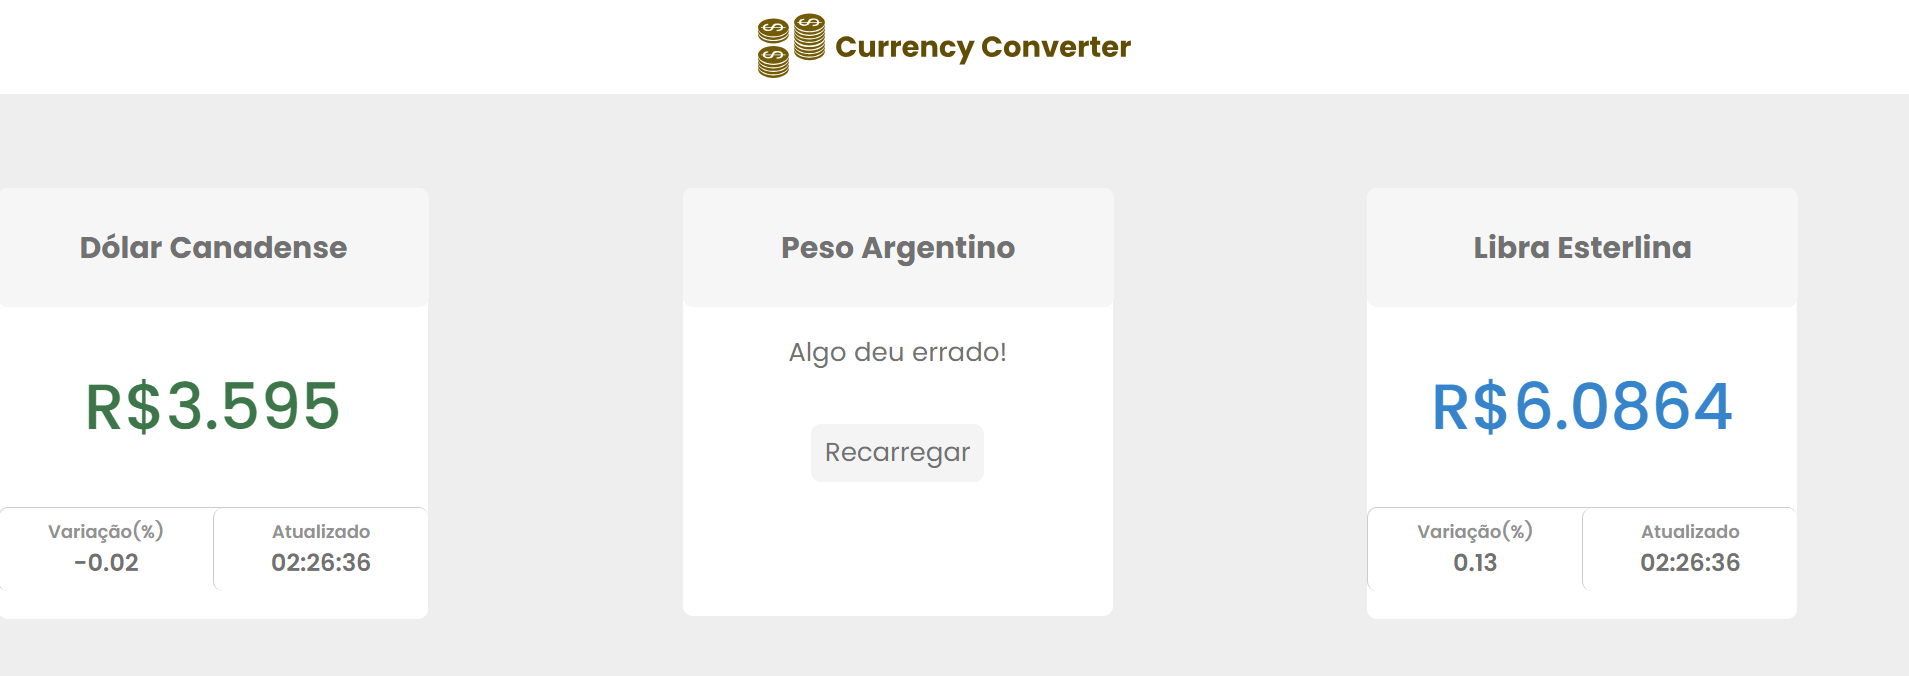 Currency Converter
Dólar Canadense
R$3.595
Variação(%)
-0.02
Atualizado
02:26:36
Peso Argentino
Algo deu errado!
Recarregar
Libra Esterlina
R$6.0864
Variação(%)
0.13
Atualizado
02:26:36